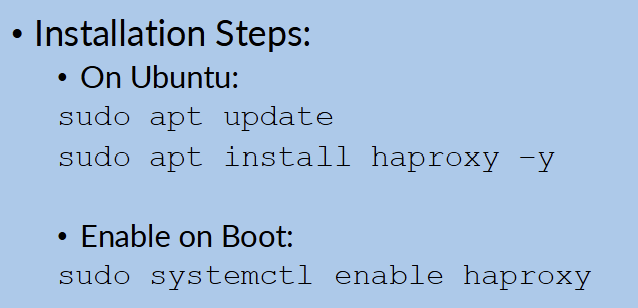 • Installation Steps:
• On Ubuntu:
sudo apt update
sudo apt install haproxy –y
• Enable on Boot:
sudo systemctl enable haproxy